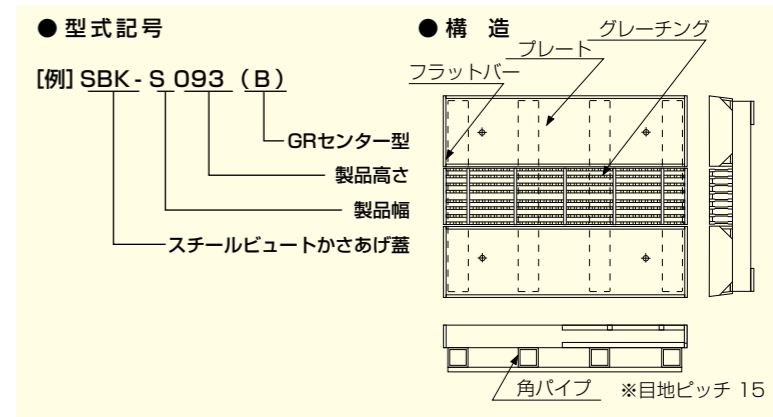 ● 型式記号
[例] SBK - S 093 (B)
GRセンター型
製品高さ
製品幅
スチールビュートかさあげ蓋
● 構 造
グレーチング
プレート
フラットバー
角パイプ ※目地ピッチ 15